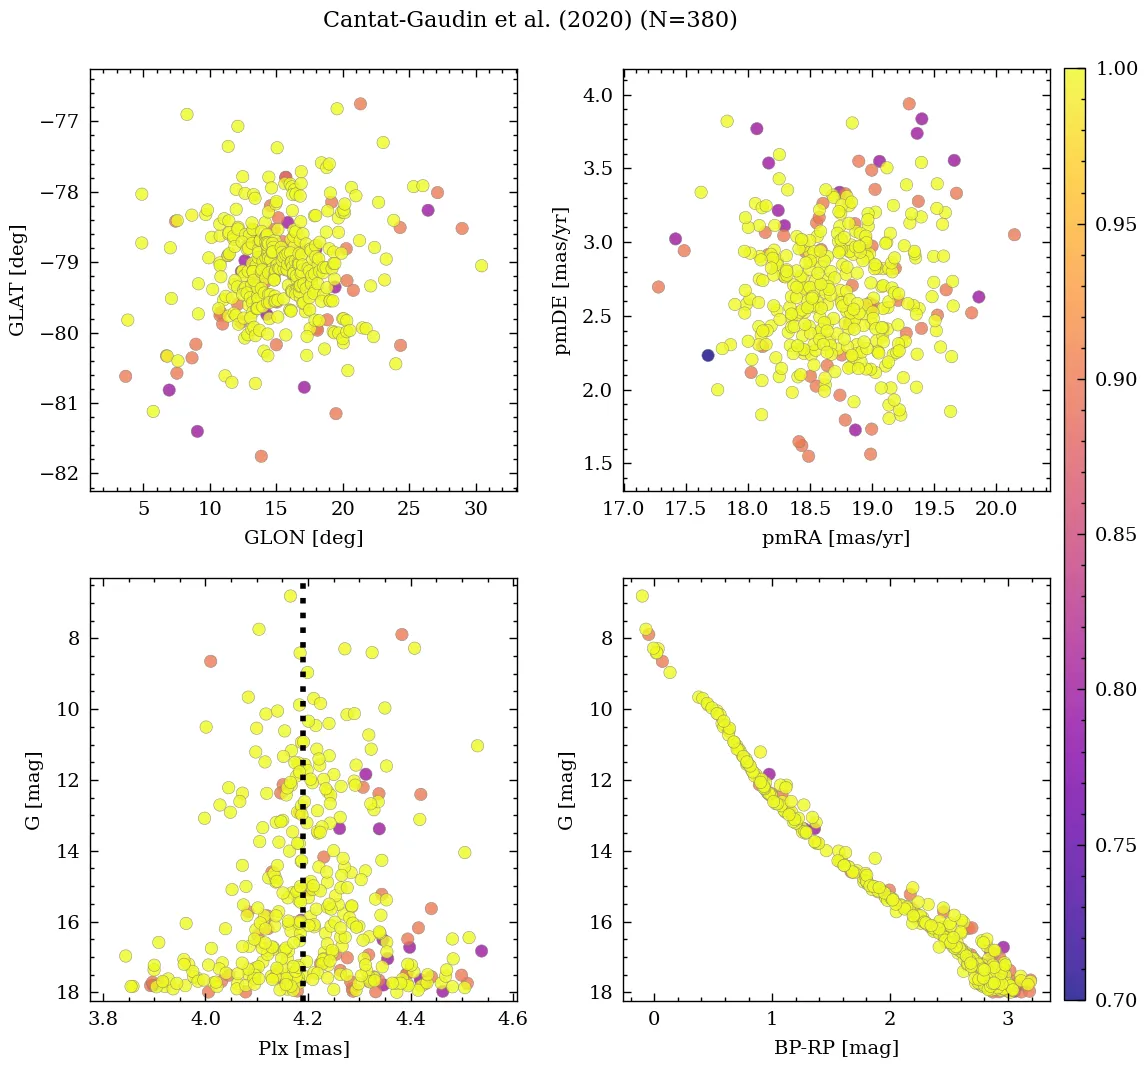 Cantat-Gaudin et al. (2020) (N=380)
−77
−78
−79
−80
−81
−82
GLAT [deg]
5 10 15 20 25 30
GLON [deg]
4.0
3.5
3.0
2.5
2.0
1.5
pmDE [mas/yr]
17.0 17.5 18.0 18.5 18.5 19.0 19.5 20.0
pmRA [mas/yr]
8
10
12
14
16
18
G [mag]
3.8 4.0 4.2 4.4 4.6
Plx [mas]
8
10
12
14
16
18
G [mag]
0 1 2 3
BP-RP [mag]
1.00
0.95
0.90
0.85
0.80
0.75
0.70